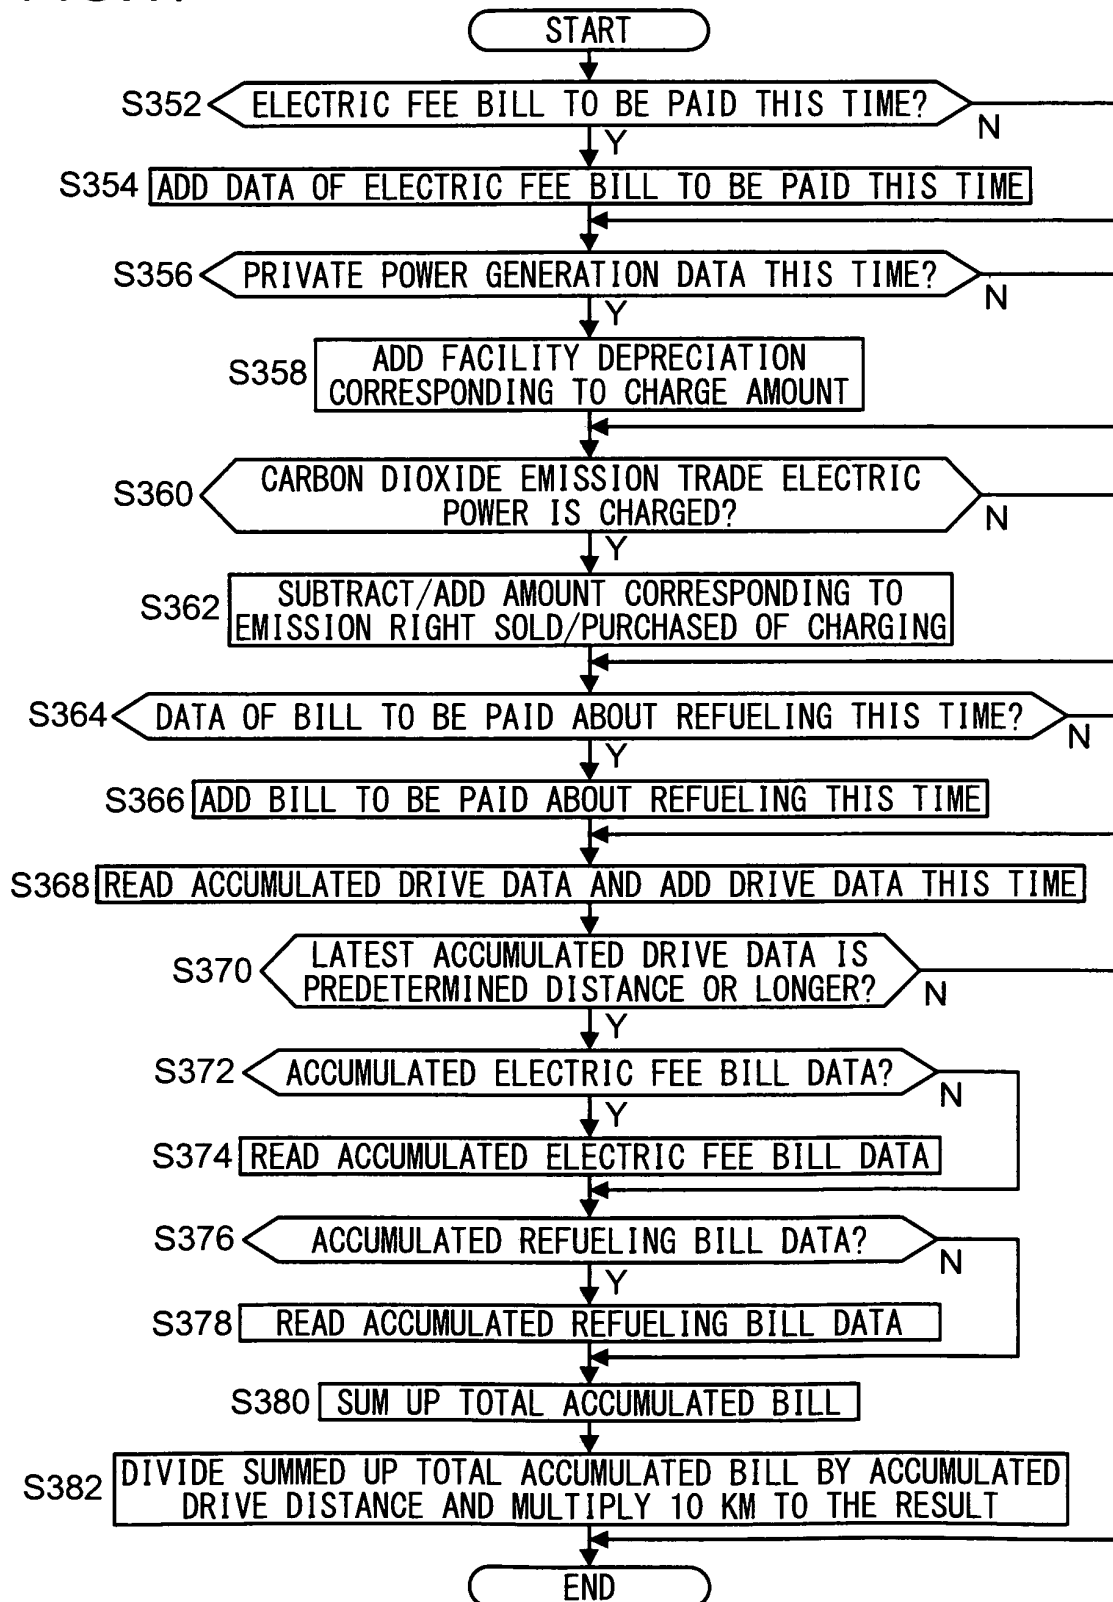 START
S352 ELECTRIC FEE BILL TO BE PAID THIS TIME?
N
Y
S354 ADD DATA OF ELECTRIC FEE BILL TO BE PAID THIS TIME
S356 PRIVATE POWER GENERATION DATA THIS TIME?
N
Y
S358 ADD FACILITY DEPRECIATION
CORRESPONDING TO CHARGE AMOUNT
S360 CARBON DIOXIDE EMISSION TRADE ELECTRIC
POWER IS CHARGED?
N
Y
S362 SUBTRACT/ADD AMOUNT CORRESPONDING TO
EMISSION RIGHT SOLD/PURCHASED OF CHARGING
S364 DATA OF BILL TO BE PAID ABOUT REFUELING THIS TIME?
N
Y
S366 ADD BILL TO BE PAID ABOUT REFUELING THIS TIME
S368 READ ACCUMULATED DRIVE DATA AND ADD DRIVE DATA THIS TIME
S370 LATEST ACCUMULATED DRIVE DATA IS
PREDETERMINED DISTANCE OR LONGER?
N
Y
S372 ACCUMULATED ELECTRIC FEE BILL DATA?
N
Y
S374 READ ACCUMULATED ELECTRIC FEE BILL DATA
S376 ACCUMULATED REFUELING BILL DATA?
N
Y
S378 READ ACCUMULATED REFUELING BILL DATA
S380 SUM UP TOTAL ACCUMULATED BILL
S382 DIVIDE SUMMED UP TOTAL ACCUMULATED BILL BY ACCUMULATED
DRIVE DISTANCE AND MULTIPLY 10 KM TO THE RESULT
END